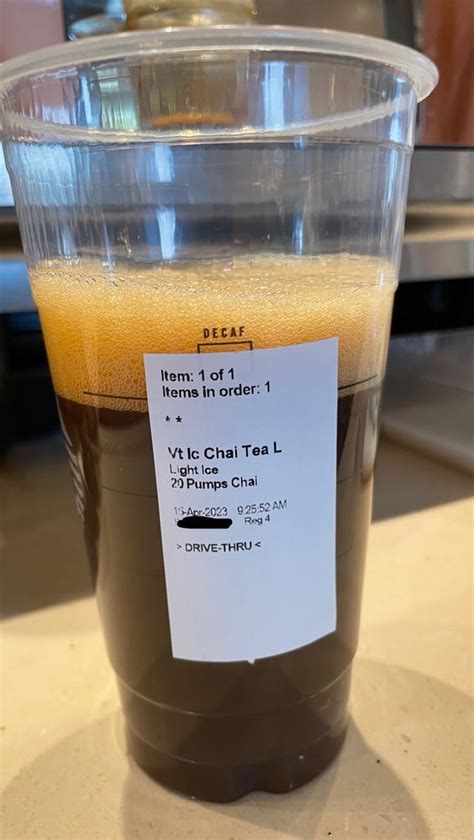 DECAF
Item: 1 of 1
Items in order: 1
* *
Vt Ic Chai Tea L
Light Ice
20 Pumps Chai
15-Apr-2023 9:25:52 AM
Reg 4
> DRIVE-THRU <